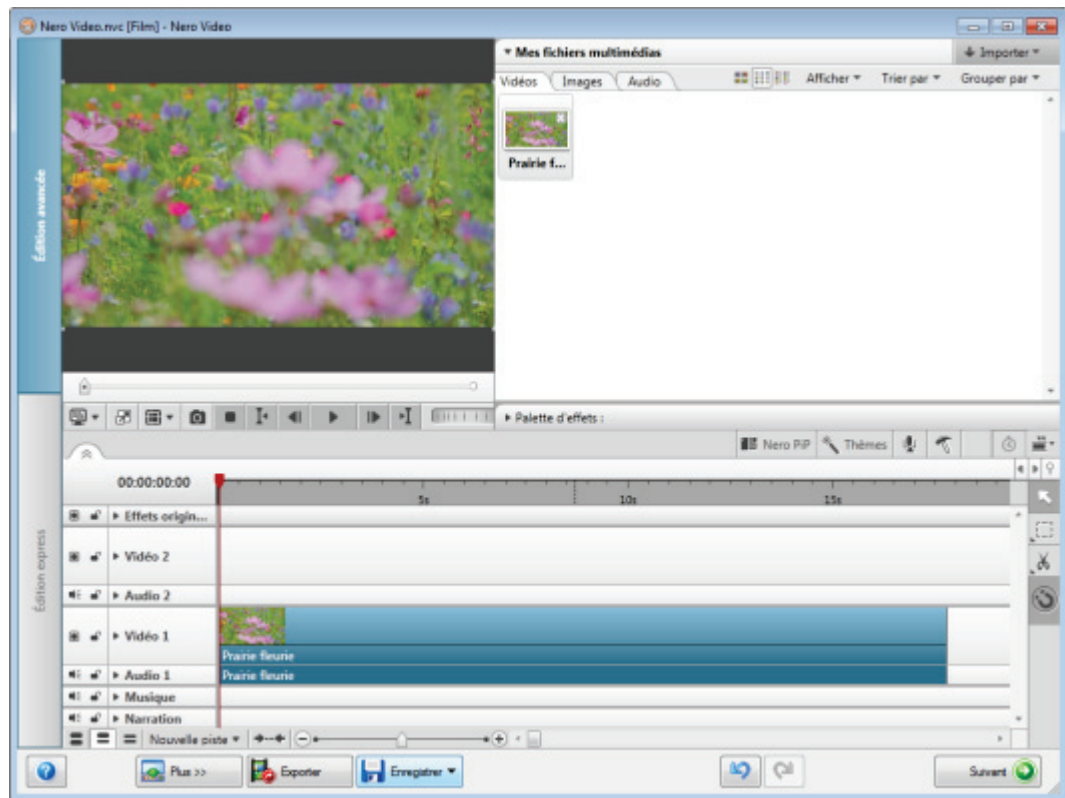 Nero Video.nvc [Film] - Nero Video
Mes fichiers multimédias
Importer
Vidéos Images Audio Afficher Trier par Grouper par
Prairie f...
Édition avancée
Palette d'effets :
Nero PiP Thèmes
00:00:00:00
5s 10s 15s
Effets origin...
Vidéo 2
Édition express
Audio 2
Vidéo 1
Prairie fleurie
Audio 1
Prairie fleurie
Musique
Narration
Nouvelle piste
Plus >> Exporter Enregistrer Suivant